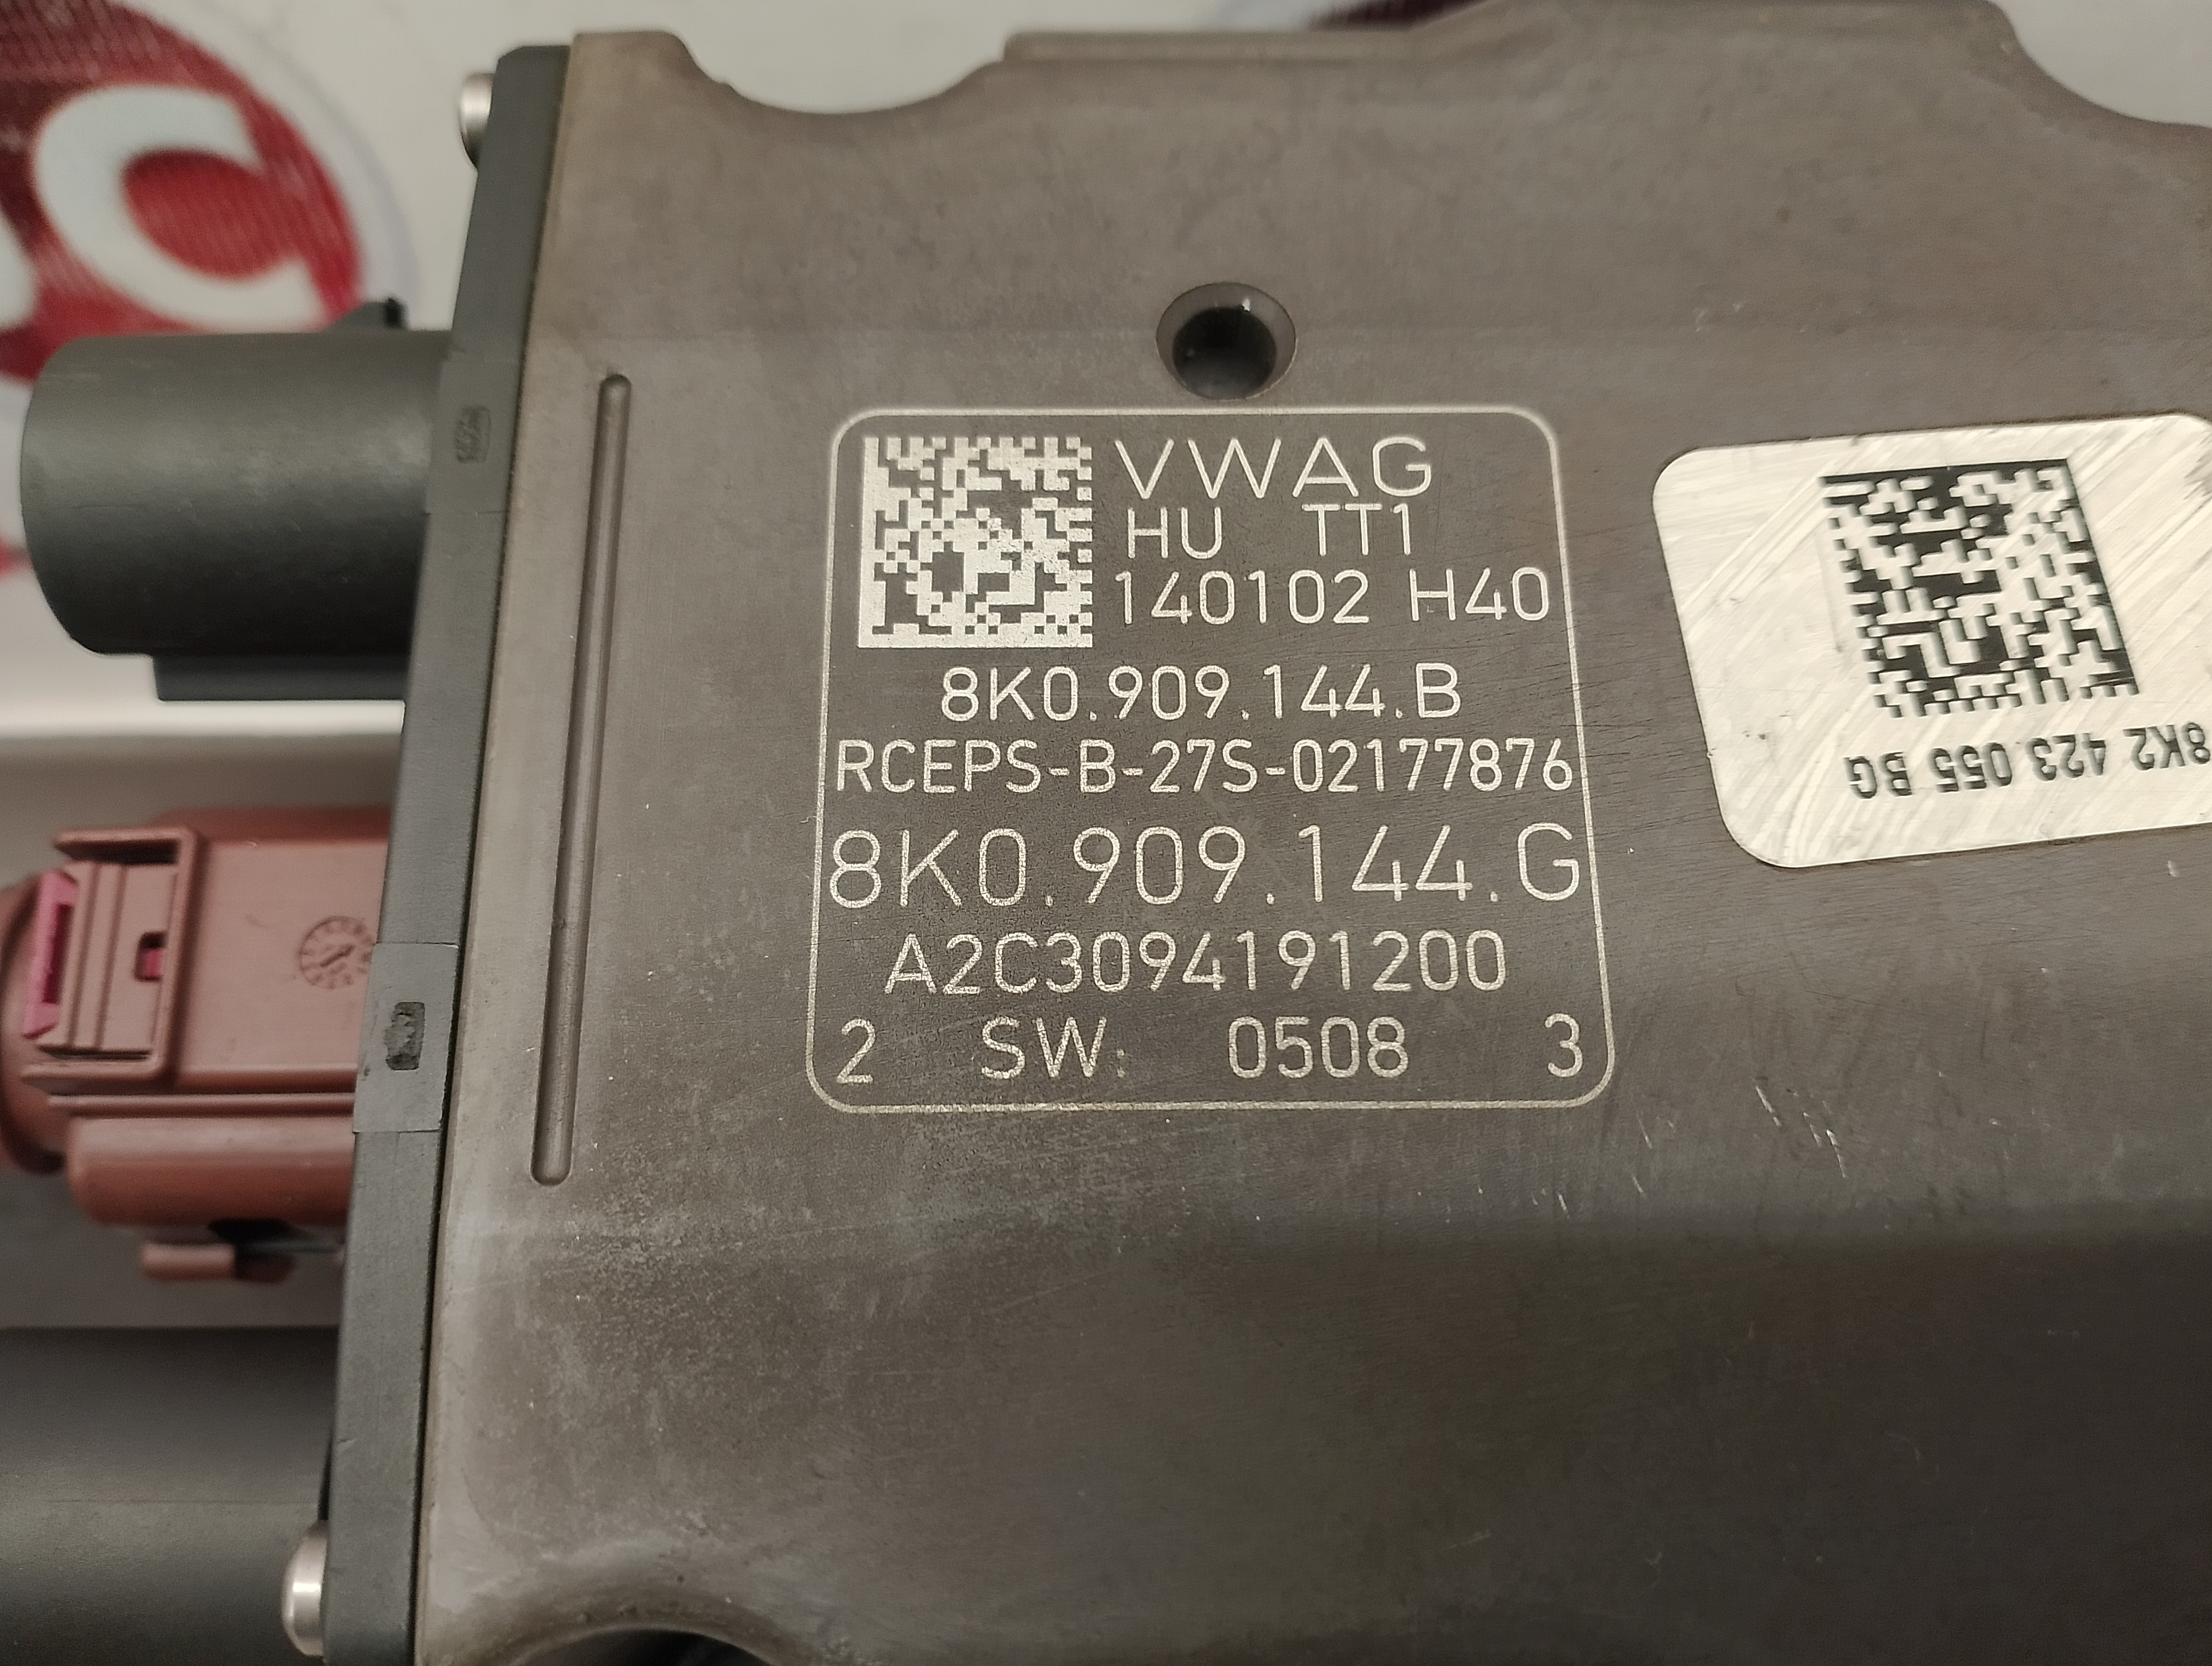 VWAG
HU TT1
140102 H40
8K0.909.144.B
RCEPS-B-27S-02177876
8K0.909.144.G
A2C3094191200
2 SW: 0508 3
8K2 423 055 BG